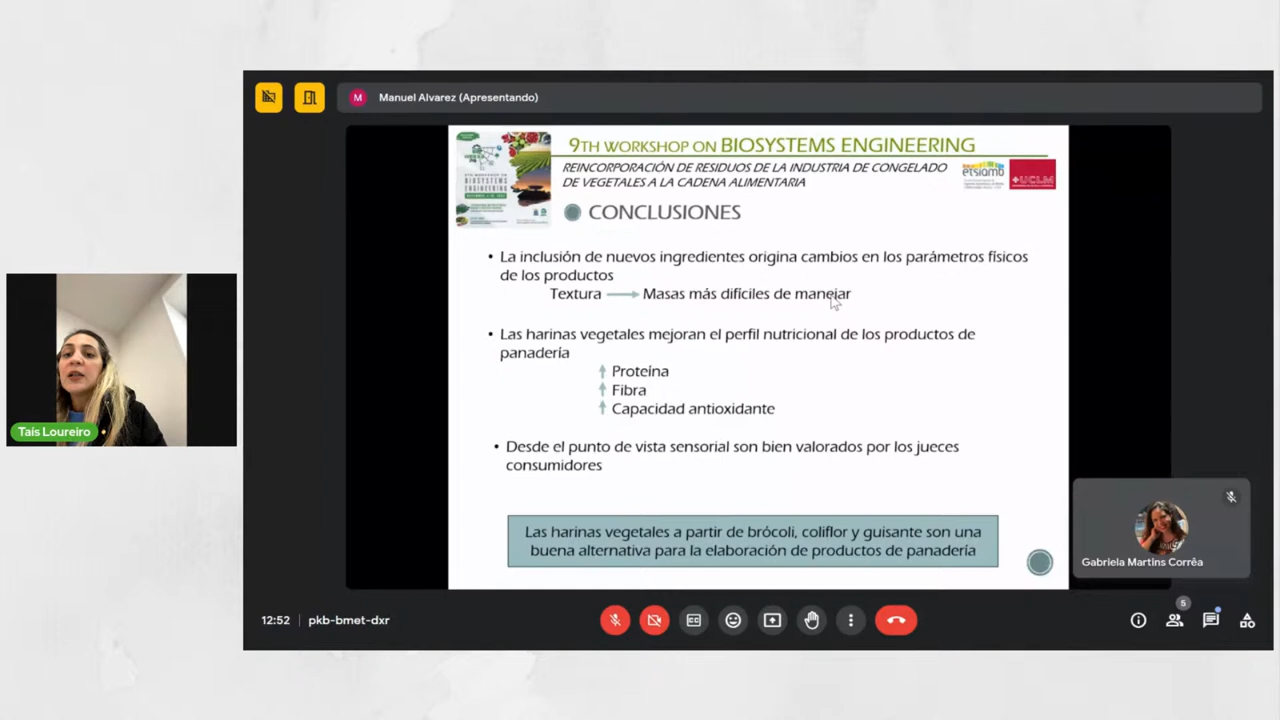 M Manuel Alvarez (Apresentando)
9TH WORKSHOP ON BIOSYSTEMS ENGINEERING
REINCORPORACIÓN DE RESIDUOS DE LA INDUSTRIA DE CONGELADO
DE VEGETALES A LA CADENA ALIMENTARIA
BIOSYSTEMS
ENGINEERING
etsiamb
UCLM
CONCLUSIONES
• La inclusión de nuevos ingredientes origina cambios en los parámetros físicos
de los productos
Textura → Masas más difíciles de manejar
• Las harinas vegetales mejoran el perfil nutricional de los productos de
panadería
↑ Proteína
↑ Fibra
↑ Capacidad antioxidante
• Desde el punto de vista sensorial son bien valorados por los jueces
consumidores
Las harinas vegetales a partir de brócoli, coliflor y guisante son una
buena alternativa para la elaboración de productos de panadería
Taís Loureiro
Gabriela Martins Corrêa
12:52 | pkb-bmet-dxr
5